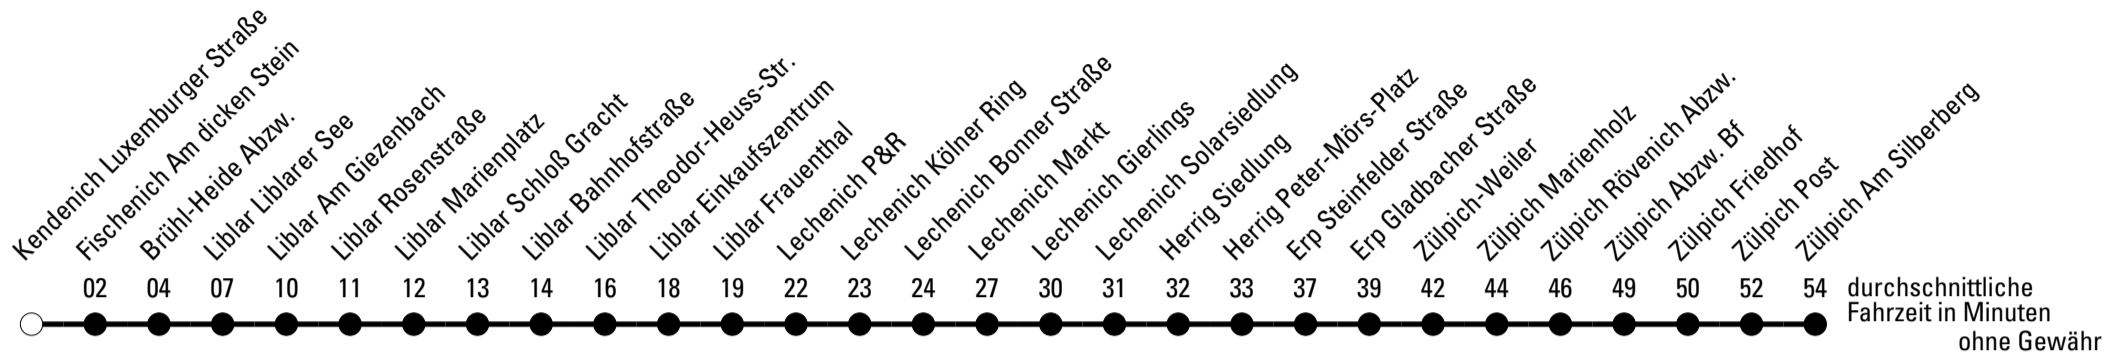 Kendenich Luxemburger Straße
Fischenich Am dicken Stein
Brühl-Heide Abzw.
Liblar Liblarer See
Liblar Am Giezenbach
Liblar Rosenstraße
Liblar Marienplatz
Liblar Schloß Gracht
Liblar Bahnhofstraße
Liblar Theodor-Heuss-Str.
Liblar Einkaufszentrum
Liblar Frauenthal
Lechenich P&R
Lechenich Kölner Ring
Lechenich Bonner Straße
Lechenich Markt
Lechenich Gierlings
Lechenich Solarsiedlung
Herrig Siedlung
Herrig Peter-Mörs-Platz
Erp Steinfelder Straße
Erp Gladbacher Straße
Zülpich-Weiler
Zülpich Marienholz
Zülpich Rövenich Abzw.
Zülpich Abzw. Bf
Zülpich Friedhof
Zülpich Post
Zülpich Am Silberberg
02 04 07 10 11 12 13 14 16 18 19 22 23 24 27 30 31 32 33 37 39 42 44 46 49 50 52 54
durchschnittliche
Fahrzeit in Minuten
ohne Gewähr